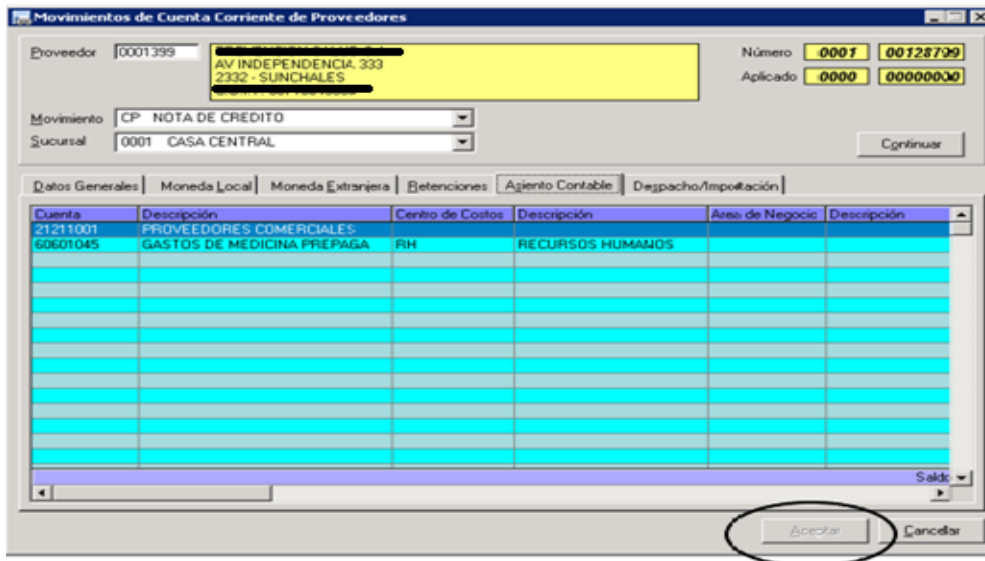 Movimientos de Cuenta Corriente de Proveedores
Proveedor 0001399
AV INDEPENDENCIA 333
2332 - SUNCHALES
Número 0001 00128799
Aplicado 0000 00000000
Movimiento CP NOTA DE CREDITO
Sucursal 0001 CASA CENTRAL
Continuar
Datos Generales Moneda Local Moneda Extranjera Retenciones Asiento Contable Despacho/Importación
Cuenta Descripción Centro de Costos Descripción Area de Negocio Descripción
21211001 PROVEEDORES COMERCIALES
60601045 GASTOS DE MEDICINA PREPAGA RH RECURSOS HUMANOS
Saldo
Aceptar Cancelar